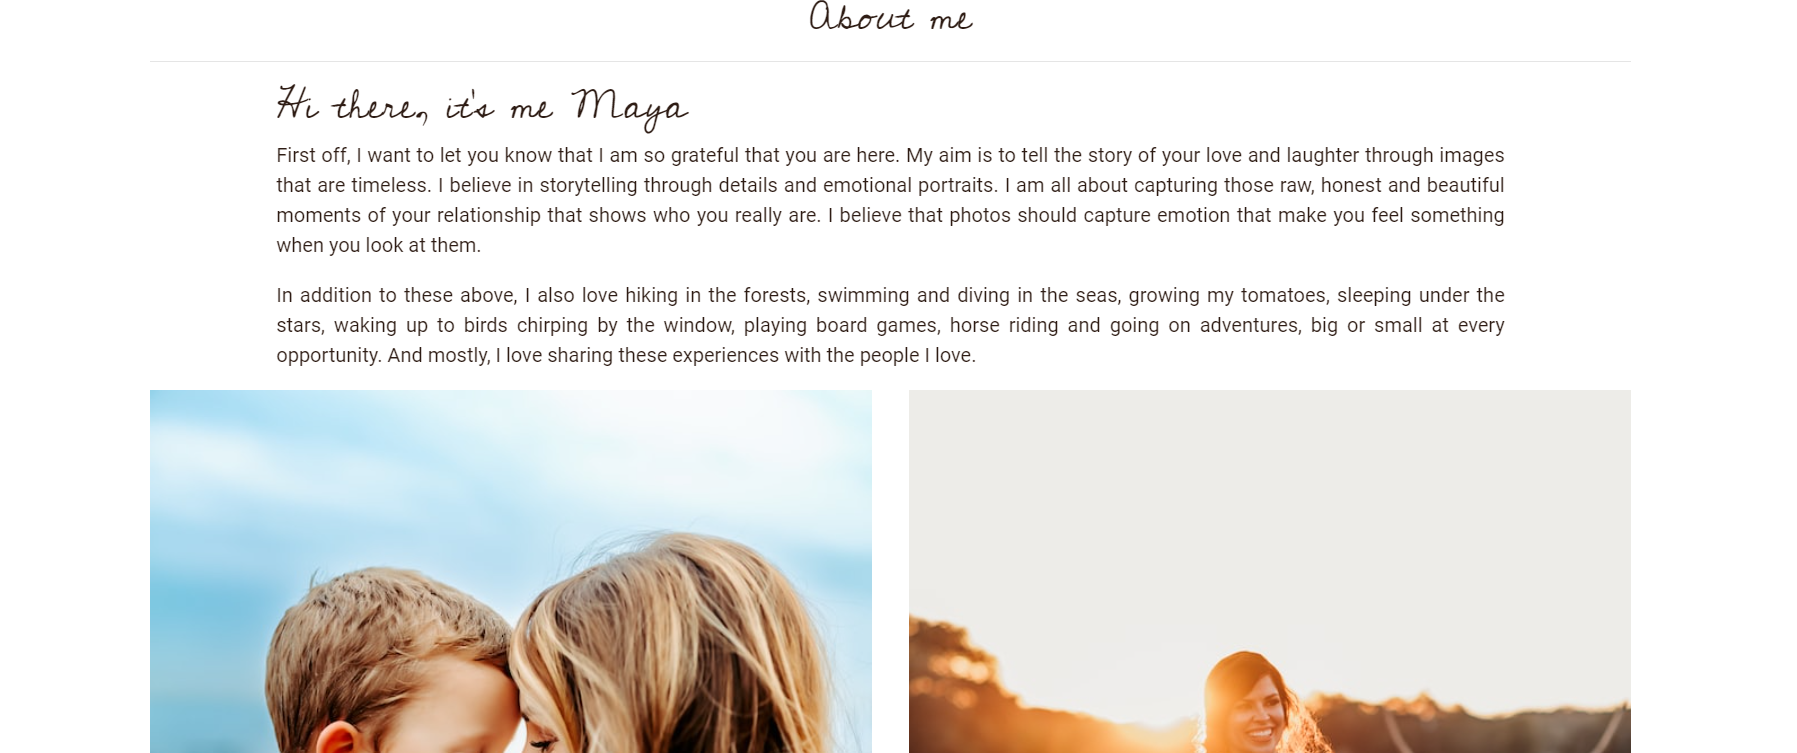 About me
Hi there, it's me Maya
First off, I want to let you know that I am so grateful that you are here. My aim is to tell the story of your love and laughter through images
that are timeless. I believe in storytelling through details and emotional portraits. I am all about capturing those raw, honest and beautiful
moments of your relationship that shows who you really are. I believe that photos should capture emotion that make you feel something
when you look at them.
In addition to these above, I also love hiking in the forests, swimming and diving in the seas, growing my tomatoes, sleeping under the
stars, waking up to birds chirping by the window, playing board games, horse riding and going on adventures, big or small at every
opportunity. And mostly, I love sharing these experiences with the people I love.